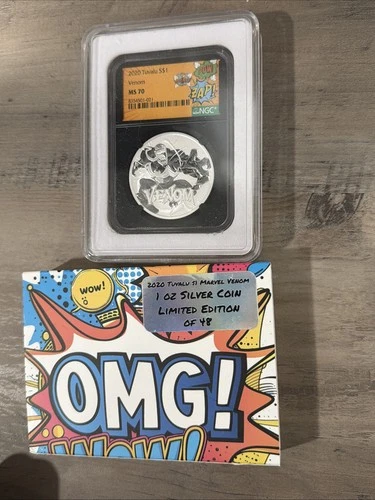 2020 Tuvalu S$1
Venom
MS 70
ZAP!
NGC
VENOM
WOW!
2020 TUVALU $1 MARVEL VENOM
1 OZ SILVER COIN
LIMITED EDITION
OF 48
OMG!
WOW!